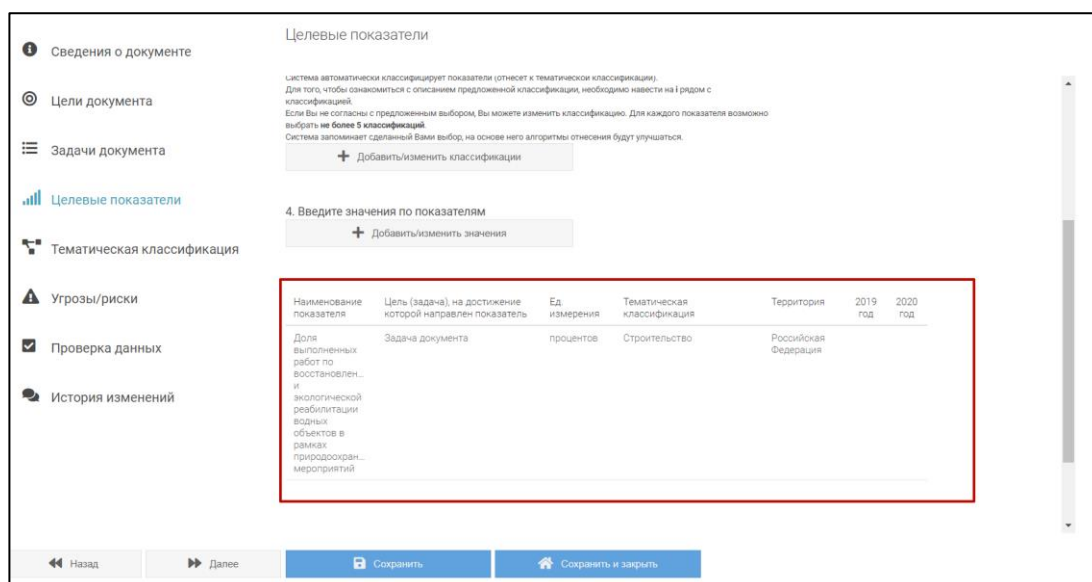 Сведения о документе
Цели документа
Задачи документа
Целевые показатели
Тематическая классификация
Угрозы/риски
Проверка данных
История изменений
Целевые показатели
Система автоматически классифицирует показатели (отнесет к тематической классификации).
Для того, чтобы ознакомиться с описанием предложенной классификации, необходимо навести на i рядом с
классификацией.
Если Вы не согласны с предложенным выбором, Вы можете изменить классификацию. Для каждого показателя возможно
выбрать не более 5 классификаций.
Система запоминает сделанный Вами выбор, на основе него алгоритмы отнесения будут улучшаться.
+ Добавить/изменить классификации
4. Введите значения по показателям
+ Добавить/изменить значения
Наименование показателя
Цель (задача), на достижение которой направлен показатель
Ед. измерения
Тематическая классификация
Территория
2019 год
2020 год
Доля
выполненных
работ по
восстановлен...
и
экологической
реабилитации
водных
объектов в
рамках
природоохран...
мероприятий
Задача документа
процентов
Строительство
Российская
Федерация
Назад
Далее
Сохранить
Сохранить и закрыть